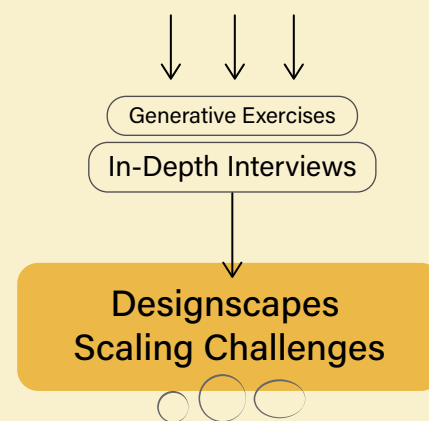 Generative Exercises
In-Depth Interviews
Designscapes
Scaling Challenges